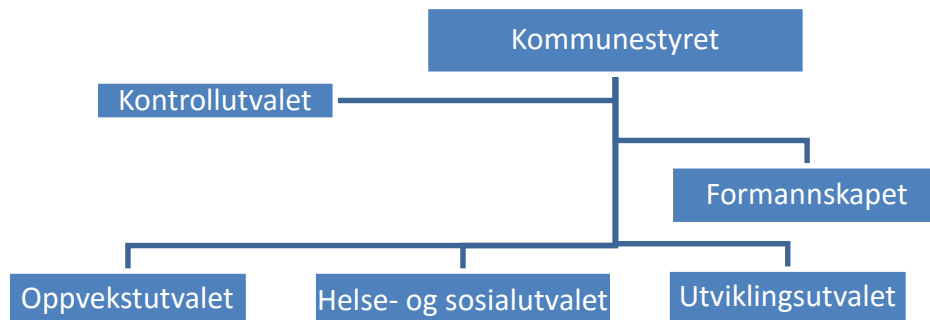 Kommunestyret
Kontrollutvalet
Formannskapet
Oppvekstutvalet
Helse- og sosialutvalet
Utviklingsutvalet